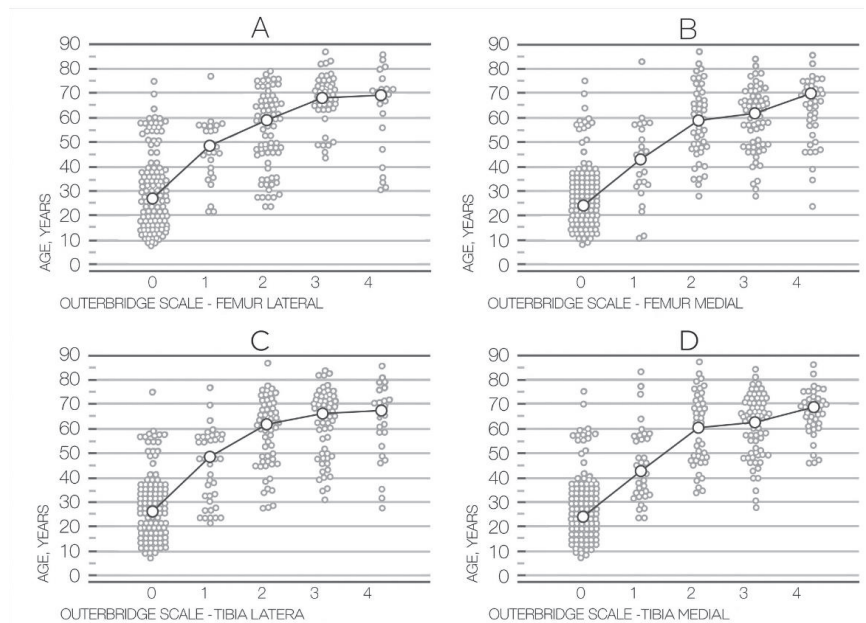 A
90
80
70
60
50
40
30
20
10
0
AGE, YEARS
0 1 2 3 4
OUTERBRIDGE SCALE - FEMUR LATERAL
B
90
80
70
60
50
40
30
20
10
0
AGE, YEARS
0 1 2 3 4
OUTERBRIDGE SCALE - FEMUR MEDIAL
C
90
80
70
60
50
40
30
20
10
0
AGE, YEARS
0 1 2 3 4
OUTERBRIDGE SCALE -TIBIA LATERA
D
90
80
70
60
50
40
30
20
10
0
AGE, YEARS
0 1 2 3 4
OUTERBRIDGE SCALE -TIBIA MEDIAL